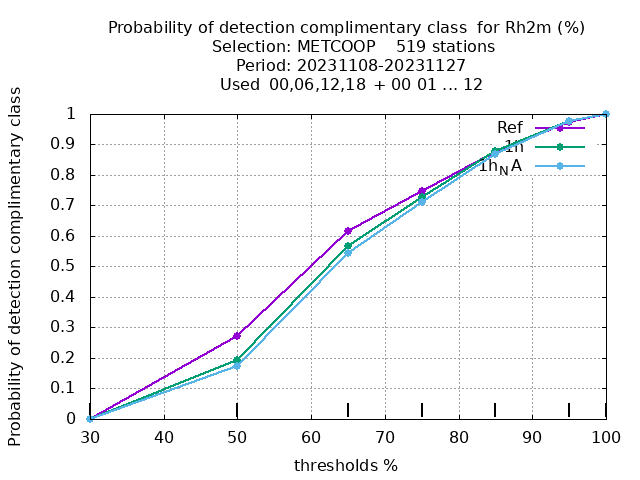 Probability of detection complimentary class for Rh2m (%)
Selection: METCOOP 519 stations
Period: 20231108-20231127
Used 00,06,12,18 + 00 01 ... 12
Probability of detection complimentary class
1
0.9
0.8
0.7
0.6
0.5
0.4
0.3
0.2
0.1
0
Ref
1h
1h_NA
30 40 50 60 70 80 90 100
thresholds %